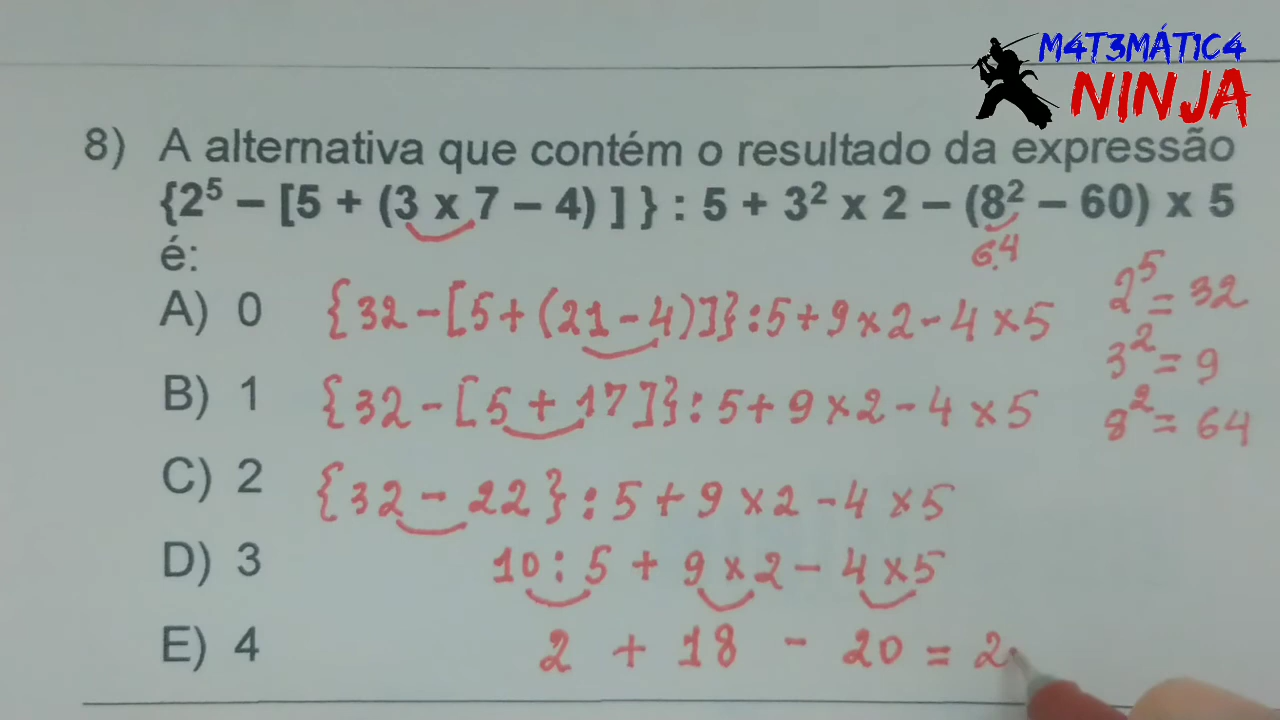 M4T3MÁTIC4
NINJA
8) A alternativa que contém o resultado da expressão
{2⁵ – [5 + (3 x 7 – 4) ] } : 5 + 3² x 2 – (8² – 60) x 5
64
é:
A) 0
{32 - [5 + (21 - 4)]} : 5 + 9 x 2 - 4 x 5
2⁵ = 32
3² = 9
B) 1
{32 - [5 + 17]} : 5 + 9 x 2 - 4 x 5
8² = 64
C) 2
{32 - 22} : 5 + 9 x 2 - 4 x 5
D) 3
10 : 5 + 9 x 2 - 4 x 5
E) 4
2 + 18 - 20 = 2